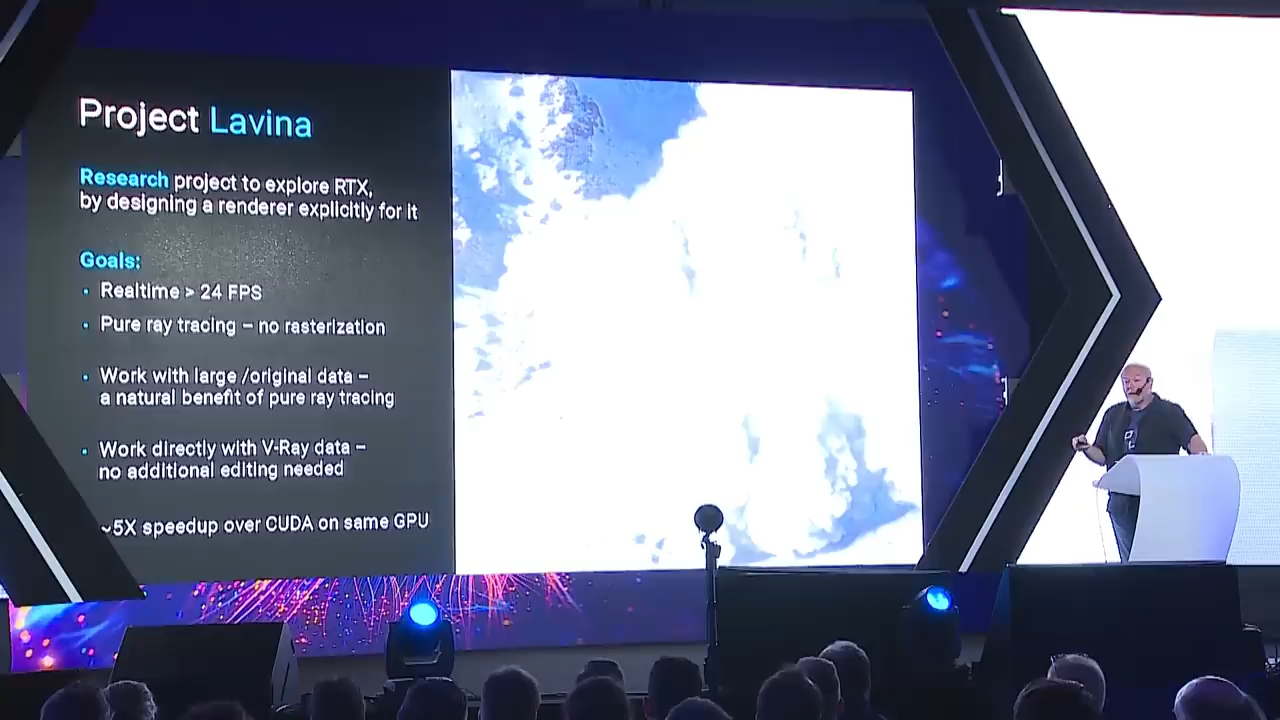 Project Lavina
Research project to explore RTX,
by designing a renderer explicitly for it
Goals:
• Realtime > 24 FPS
• Pure ray tracing – no rasterization
• Work with large /original data –
a natural benefit of pure ray tracing
• Work directly with V-Ray data –
no additional editing needed
~5X speedup over CUDA on same GPU